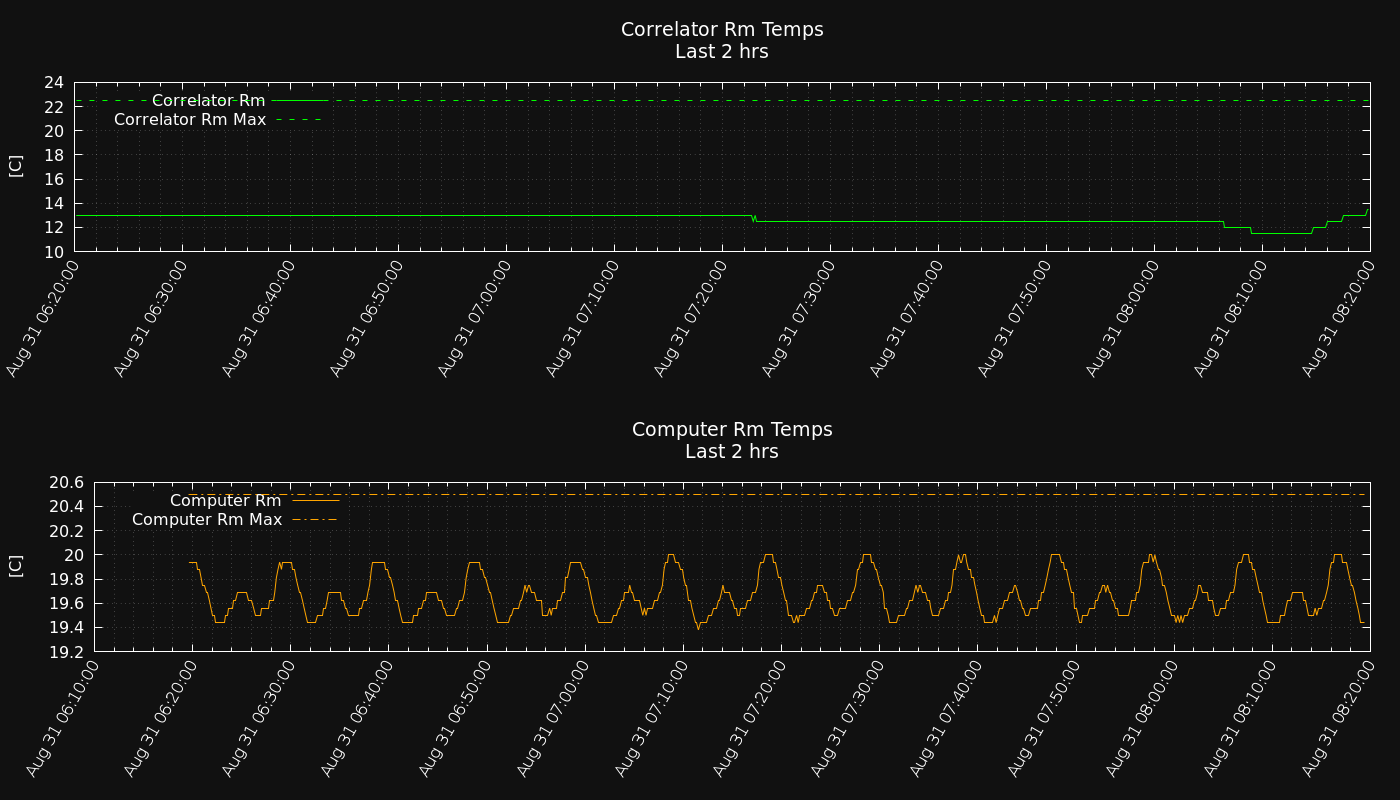 Correlator Rm Temps
Last 2 hrs
24
22
20
18
16
14
12
10
[C]
Correlator Rm
Correlator Rm Max
Aug 31 06:20:00
Aug 31 06:30:00
Aug 31 06:40:00
Aug 31 06:50:00
Aug 31 07:00:00
Aug 31 07:10:00
Aug 31 07:20:00
Aug 31 07:30:00
Aug 31 07:40:00
Aug 31 07:50:00
Aug 31 08:00:00
Aug 31 08:10:00
Aug 31 08:20:00
Computer Rm Temps
Last 2 hrs
20.6
20.4
20.2
20
19.8
19.6
19.4
19.2
[C]
Computer Rm
Computer Rm Max
Aug 31 06:10:00
Aug 31 06:20:00
Aug 31 06:30:00
Aug 31 06:40:00
Aug 31 06:50:00
Aug 31 07:00:00
Aug 31 07:10:00
Aug 31 07:20:00
Aug 31 07:30:00
Aug 31 07:40:00
Aug 31 07:50:00
Aug 31 08:00:00
Aug 31 08:10:00
Aug 31 08:20:00